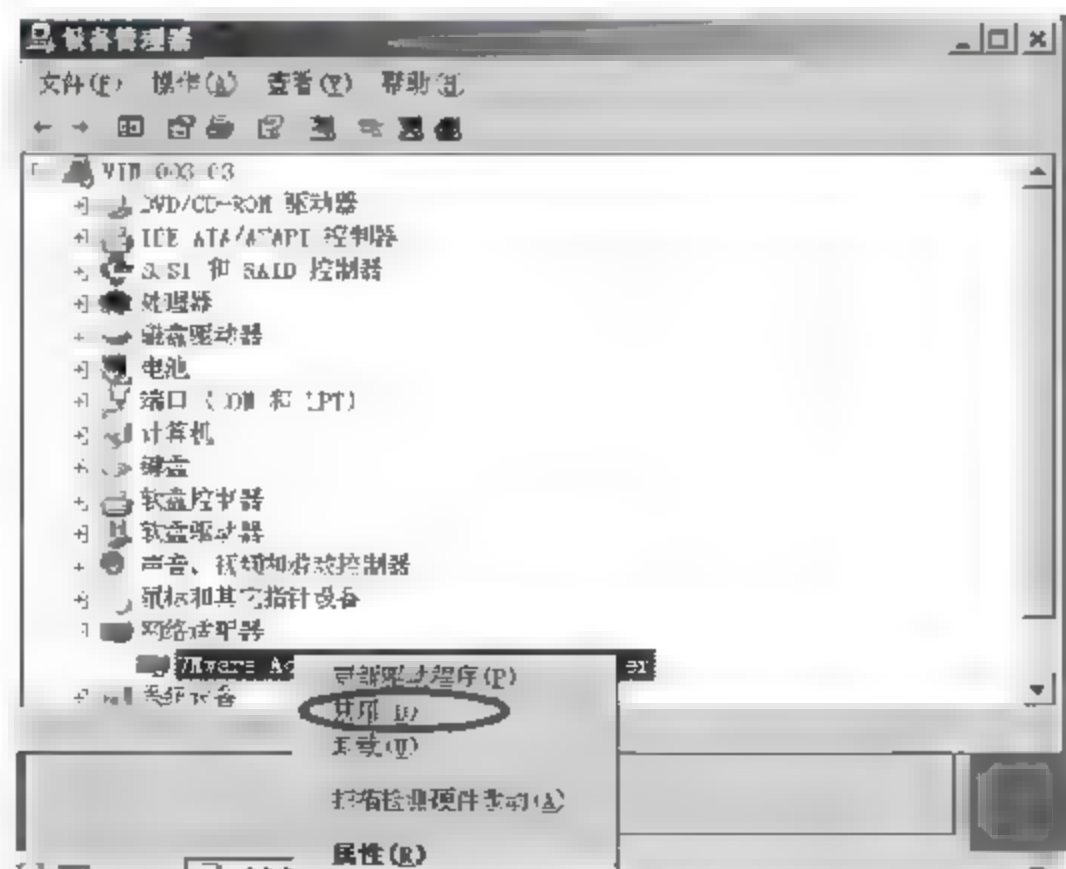 设备管理器
文件(F) 操作(A) 查看(V) 帮助(H)
DVD/CD-ROM 驱动器
IDE ATA/ATAPI 控制器
SCSI 和 RAID 控制器
处理器
磁盘驱动器
电池
端口 (COM 和 LPT)
计算机
键盘
软盘控制器
软盘驱动器
声音、视频和游戏控制器
鼠标和其它指针设备
网络适配器
VMware Ac
更新驱动程序(P)
系统设备
禁用(D)
卸载(U)
扫描检测硬件改动(A)
属性(R)